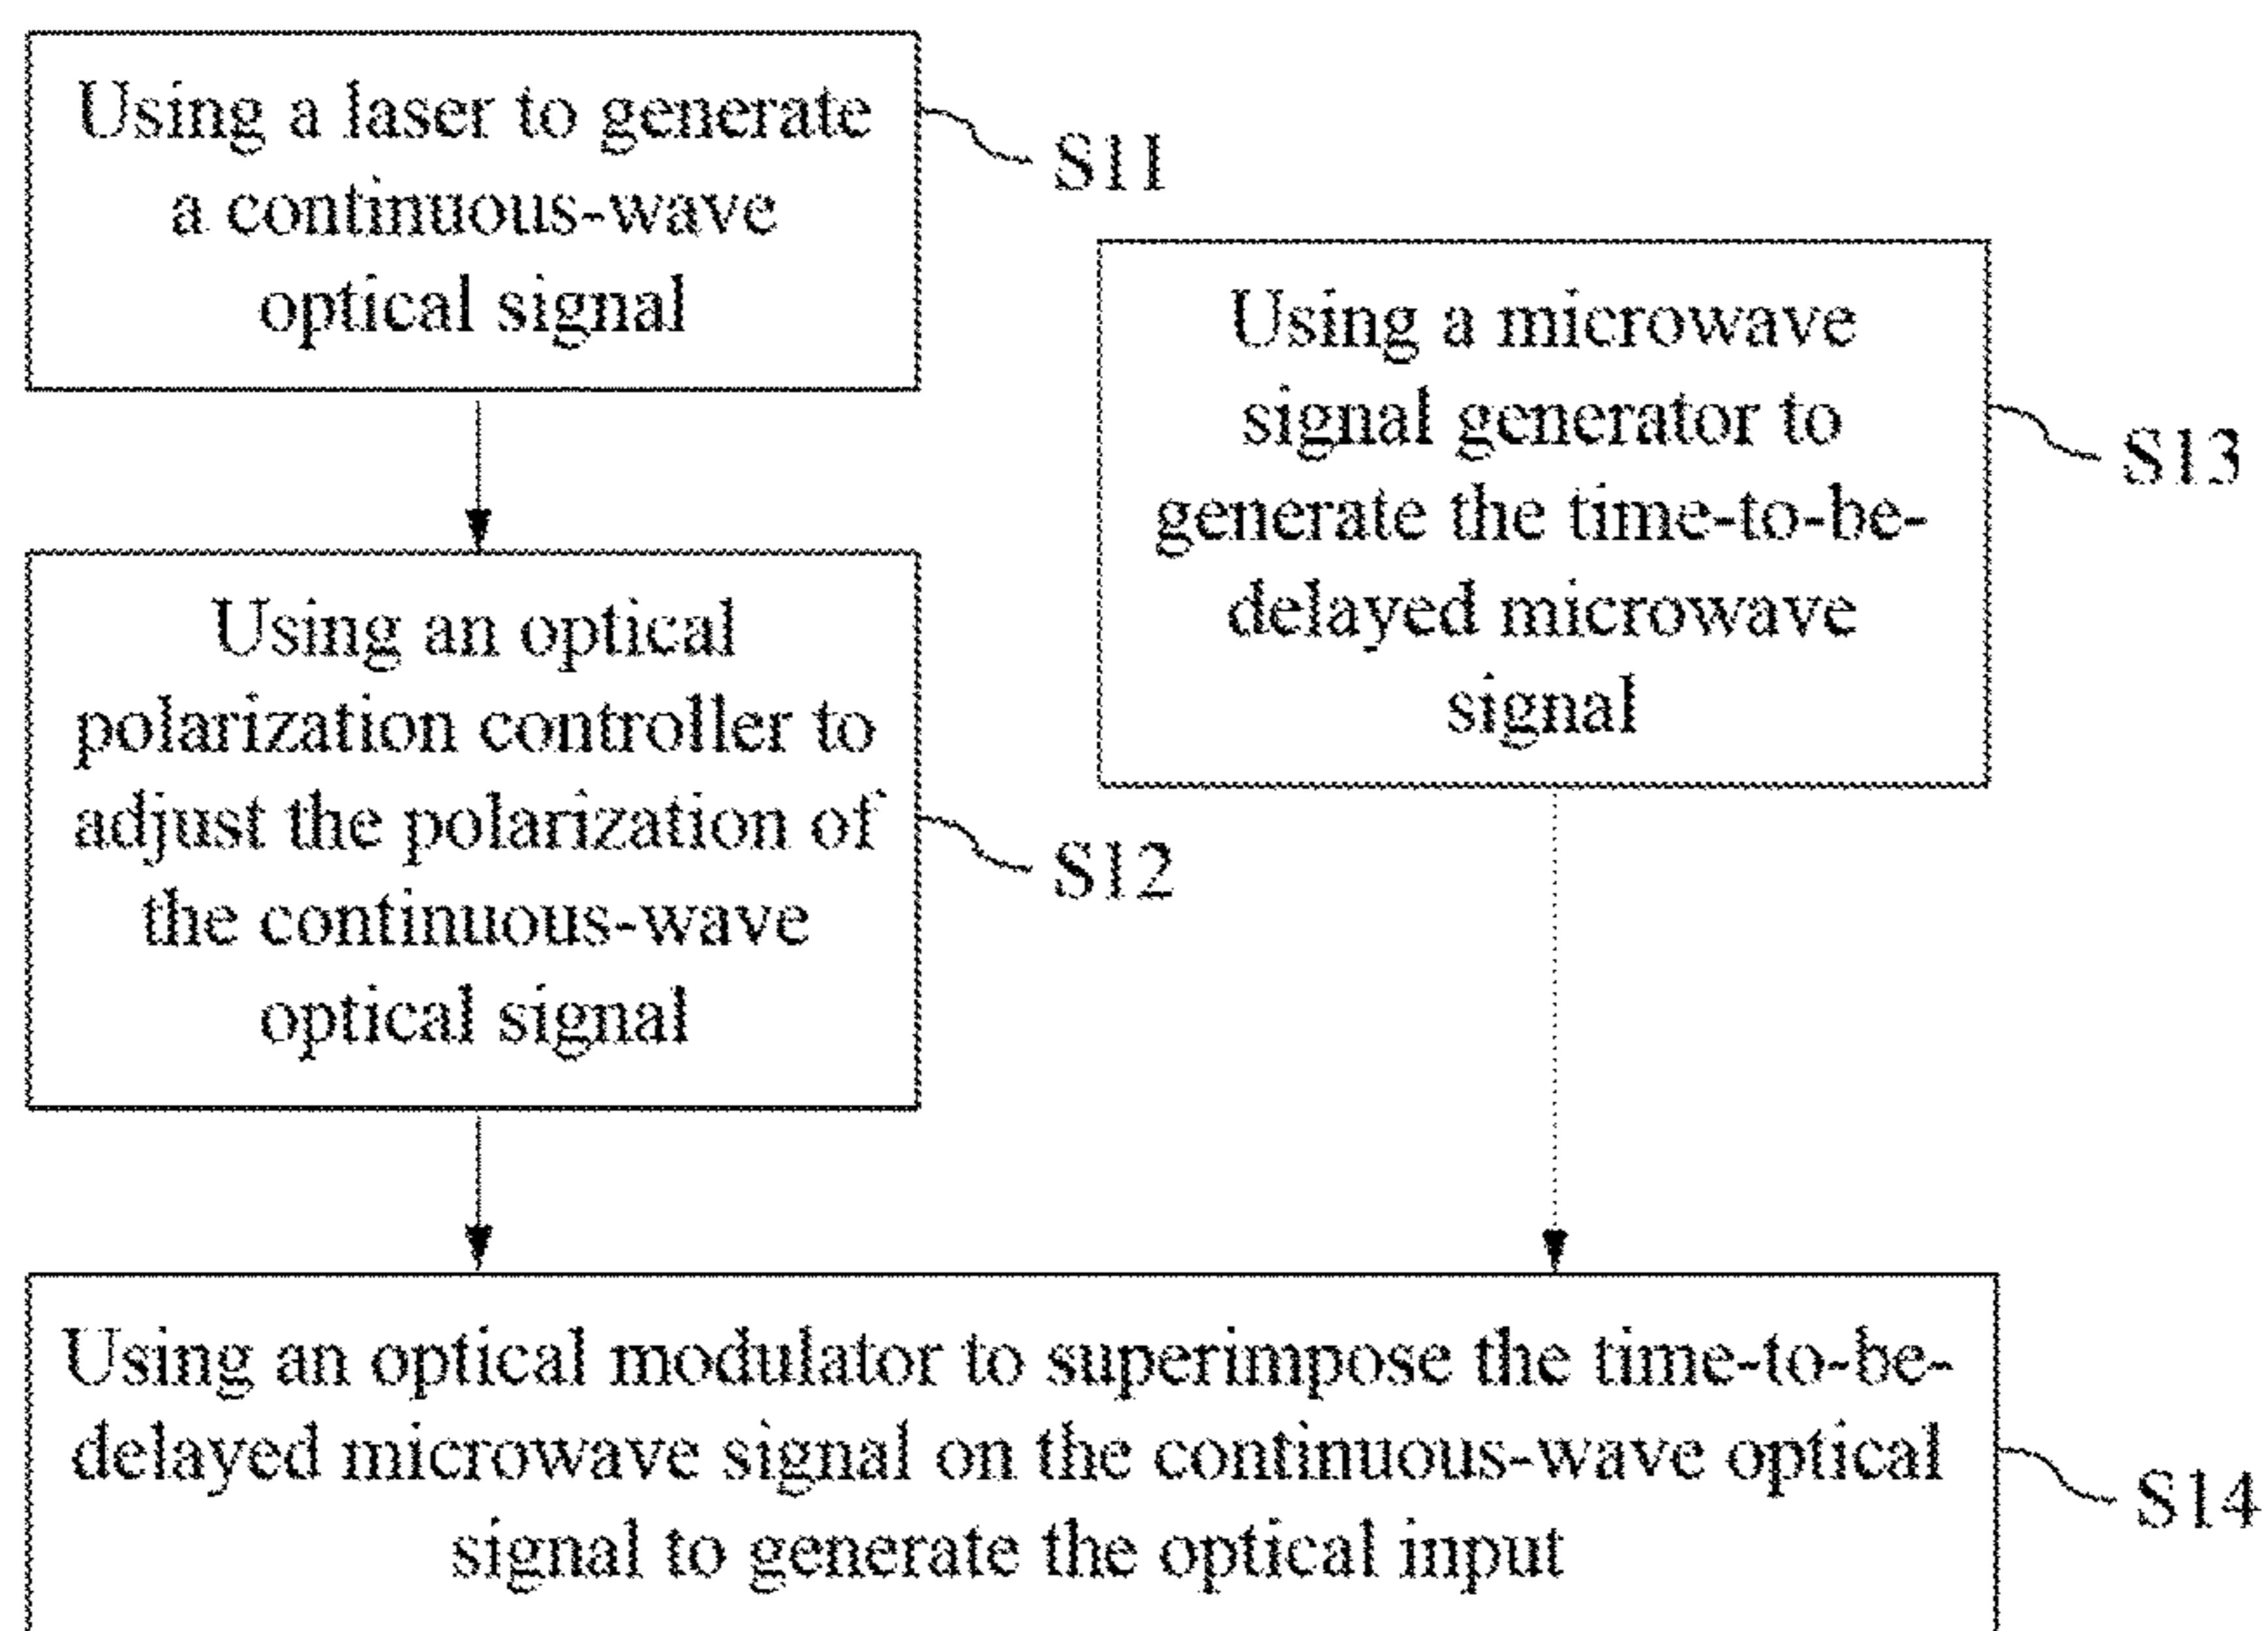 Using a laser to generate
a continuous-wave
optical signal
S11
Using an optical
polarization controller to
adjust the polarization of
the continuous-wave
optical signal
S12
Using a microwave
signal generator to
generate the time-to-be-
delayed microwave
signal
S13
Using an optical modulator to superimpose the time-to-be-
delayed microwave signal on the continuous-wave optical
signal to generate the optical input
S14